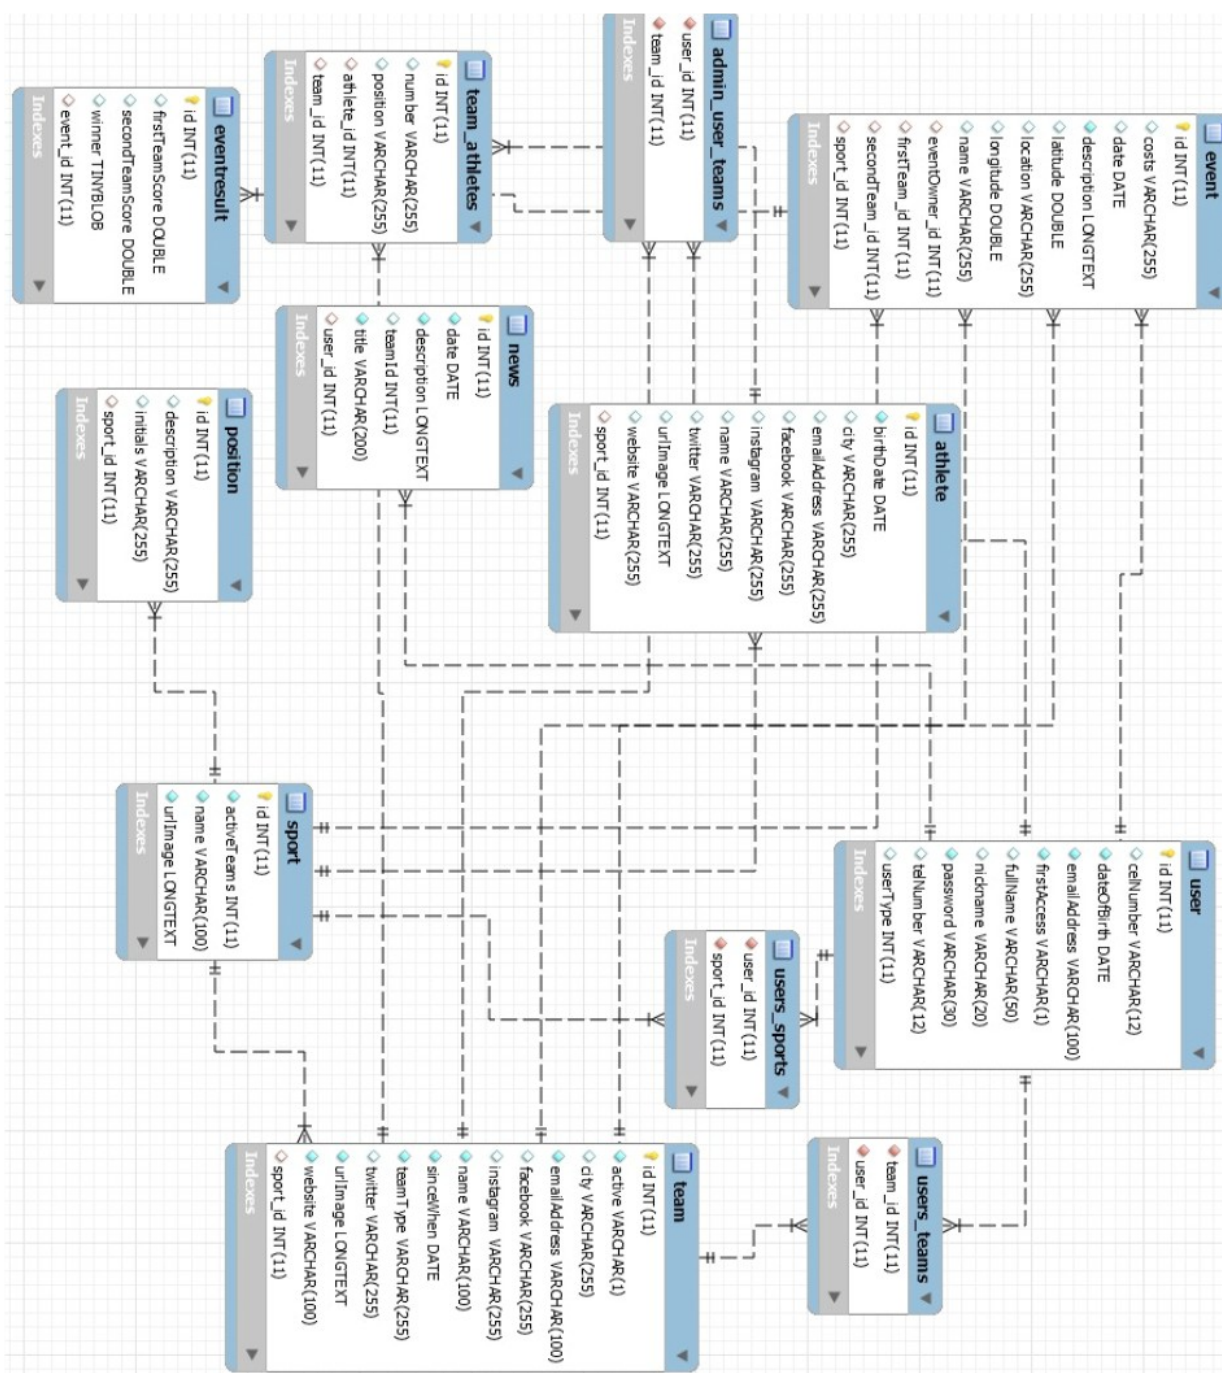 event
id INT(11)
costs VARCHAR(255)
date DATE
description LONGTEXT
latitude DOUBLE
location VARCHAR(255)
longitude DOUBLE
name VARCHAR(255)
eventOwner_id INT(11)
firstTeam_id INT(11)
secondTeam_id INT(11)
sport_id INT(11)
Indexes
user
id INT(11)
celNumber VARCHAR(12)
dateOfBirth DATE
emailAddress VARCHAR(100)
firstAccess VARCHAR(1)
fullName VARCHAR(50)
nickname VARCHAR(20)
password VARCHAR(30)
telNumber VARCHAR(12)
userType INT(11)
Indexes
admin_user_teams
user_id INT(11)
team_id INT(11)
Indexes
athlete
id INT(11)
birthDate DATE
city VARCHAR(255)
emailAddress VARCHAR(255)
facebook VARCHAR(255)
instagram VARCHAR(255)
name VARCHAR(255)
twitter VARCHAR(255)
urlImage LONGTEXT
website VARCHAR(255)
sport_id INT(11)
Indexes
users_sports
user_id INT(11)
sport_id INT(11)
Indexes
users_teams
team_id INT(11)
user_id INT(11)
Indexes
team_athletes
id INT(11)
number VARCHAR(255)
position VARCHAR(255)
athlete_id INT(11)
team_id INT(11)
Indexes
news
id INT(11)
date DATE
description LONGTEXT
teamId INT(11)
title VARCHAR(200)
user_id INT(11)
Indexes
team
id INT(11)
active VARCHAR(1)
city VARCHAR(255)
emailAddress VARCHAR(100)
facebook VARCHAR(255)
instagram VARCHAR(255)
name VARCHAR(100)
sinceWhen DATE
teamType VARCHAR(255)
twitter VARCHAR(255)
urlImage LONGTEXT
website VARCHAR(100)
sport_id INT(11)
Indexes
eventresult
id INT(11)
firstTeamScore DOUBLE
secondTeamScore DOUBLE
winner TINYBLOB
event_id INT(11)
Indexes
position
id INT(11)
description VARCHAR(255)
initials VARCHAR(255)
sport_id INT(11)
Indexes
sport
id INT(11)
activeTeams INT(11)
name VARCHAR(100)
urlImage LONGTEXT
Indexes